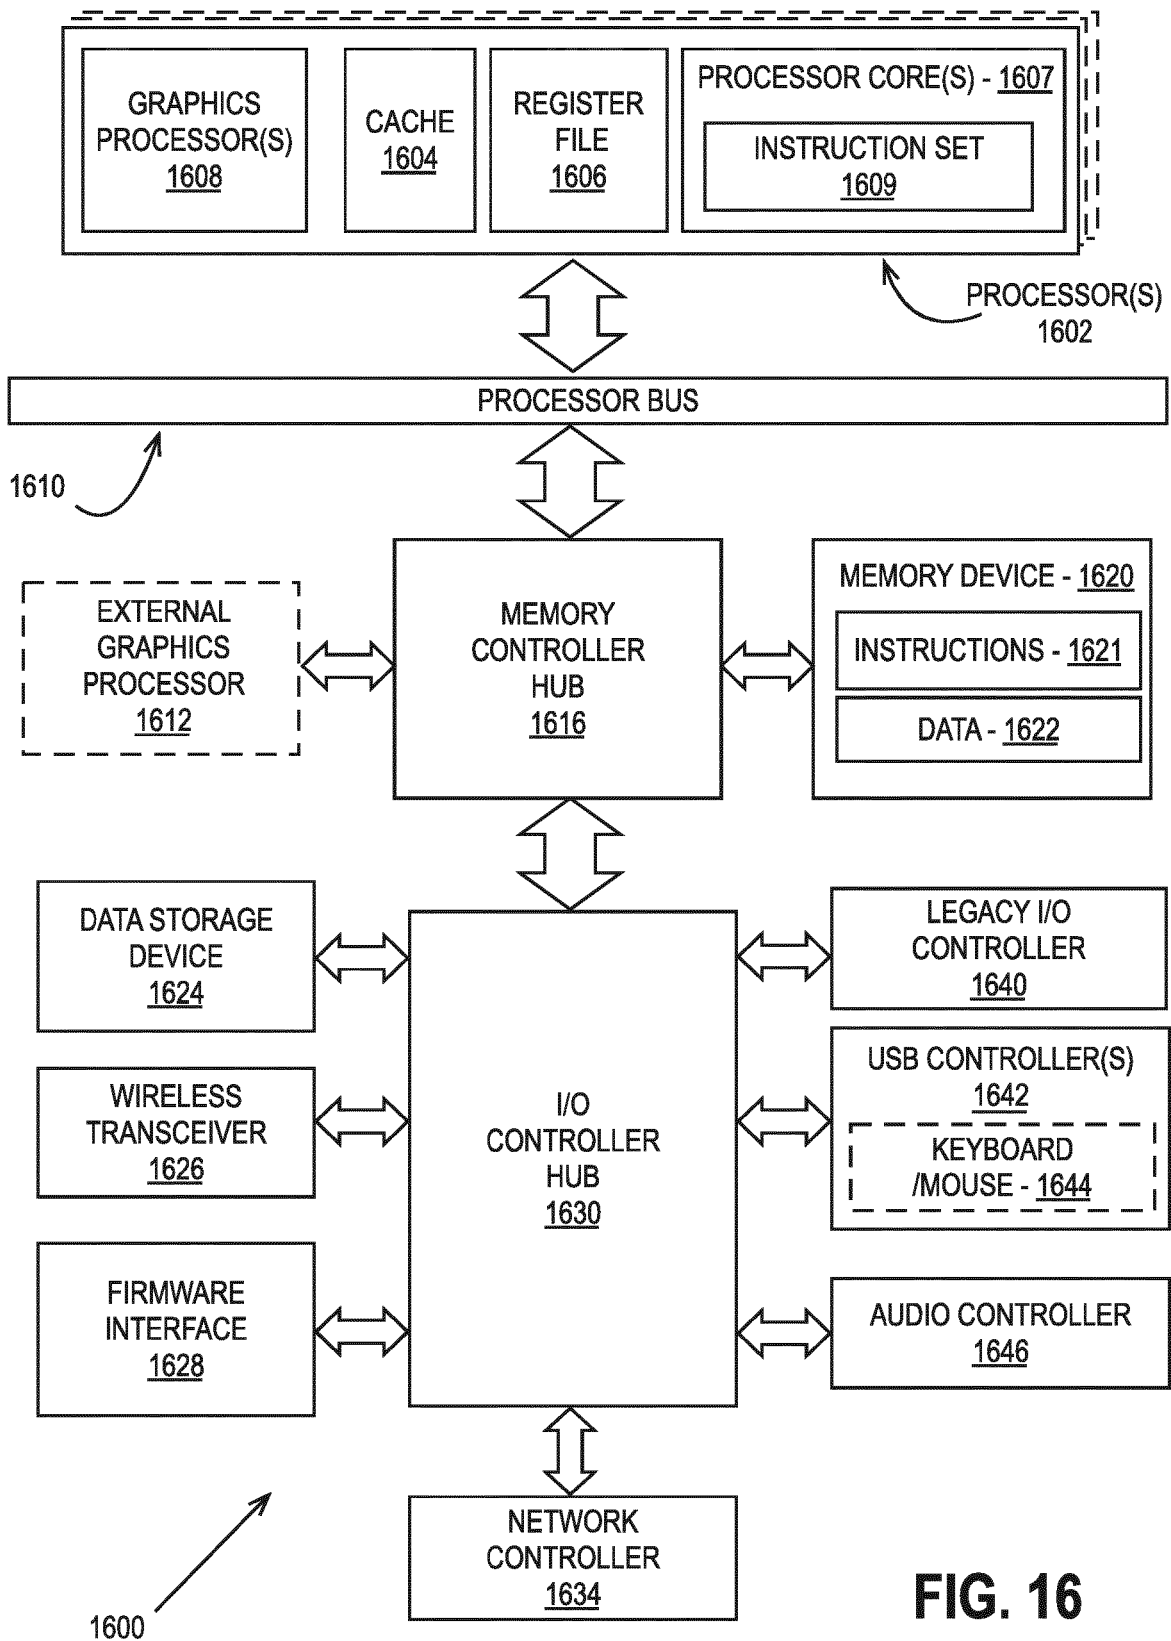 GRAPHICS
PROCESSOR(S)
1608
CACHE
1604
REGISTER
FILE
1606
PROCESSOR CORE(S) - 1607
INSTRUCTION SET
1609
PROCESSOR(S)
1602
PROCESSOR BUS
1610
EXTERNAL
GRAPHICS
PROCESSOR
1612
MEMORY
CONTROLLER
HUB
1616
MEMORY DEVICE - 1620
INSTRUCTIONS - 1621
DATA - 1622
DATA STORAGE
DEVICE
1624
WIRELESS
TRANSCEIVER
1626
FIRMWARE
INTERFACE
1628
I/O
CONTROLLER
HUB
1630
LEGACY I/O
CONTROLLER
1640
USB CONTROLLER(S)
1642
KEYBOARD
/MOUSE - 1644
AUDIO CONTROLLER
1646
NETWORK
CONTROLLER
1634
1600
FIG. 16